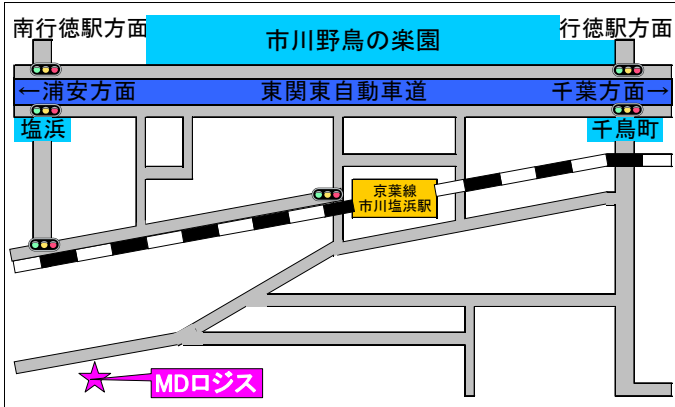 南行徳駅方面
市川野鳥の楽園
行徳駅方面
←浦安方面
東関東自動車道
千葉方面→
塩浜
千鳥町
京葉線
市川塩浜駅
MDロジス